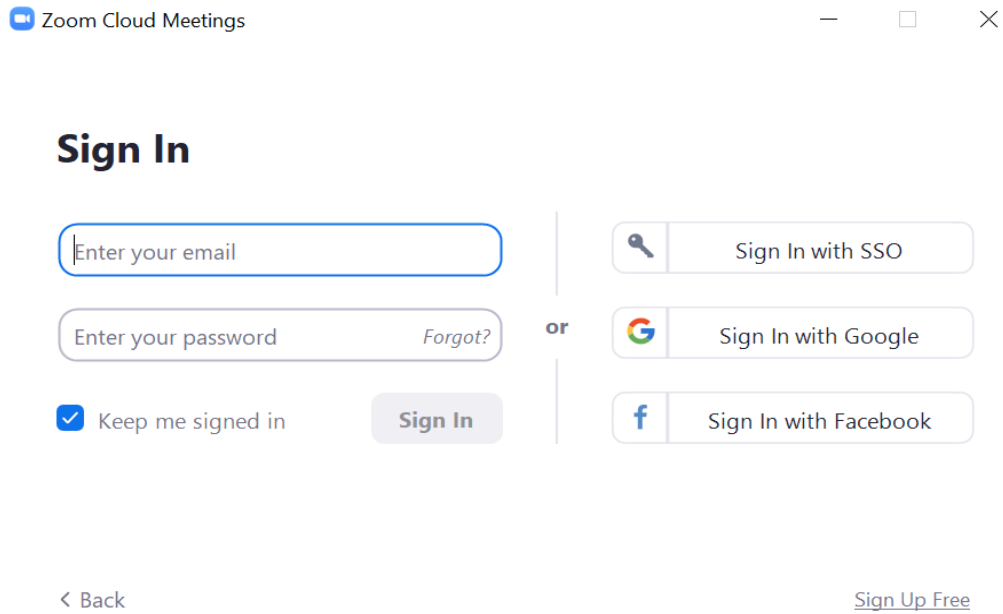 Zoom Cloud Meetings
Sign In
Enter your email
Enter your password Forgot?
Keep me signed in Sign In
or
Sign In with SSO
Sign In with Google
Sign In with Facebook
Back
Sign Up Free